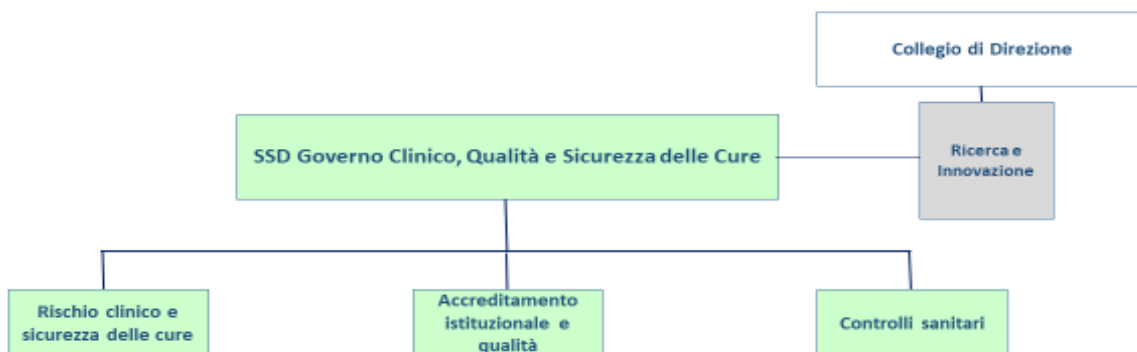 Collegio di Direzione
SSD Governo Clinico, Qualità e Sicurezza delle Cure
Ricerca e
Innovazione
Rischio clinico e
sicurezza delle cure
Accreditamento
istituzionale e
qualità
Controlli sanitari